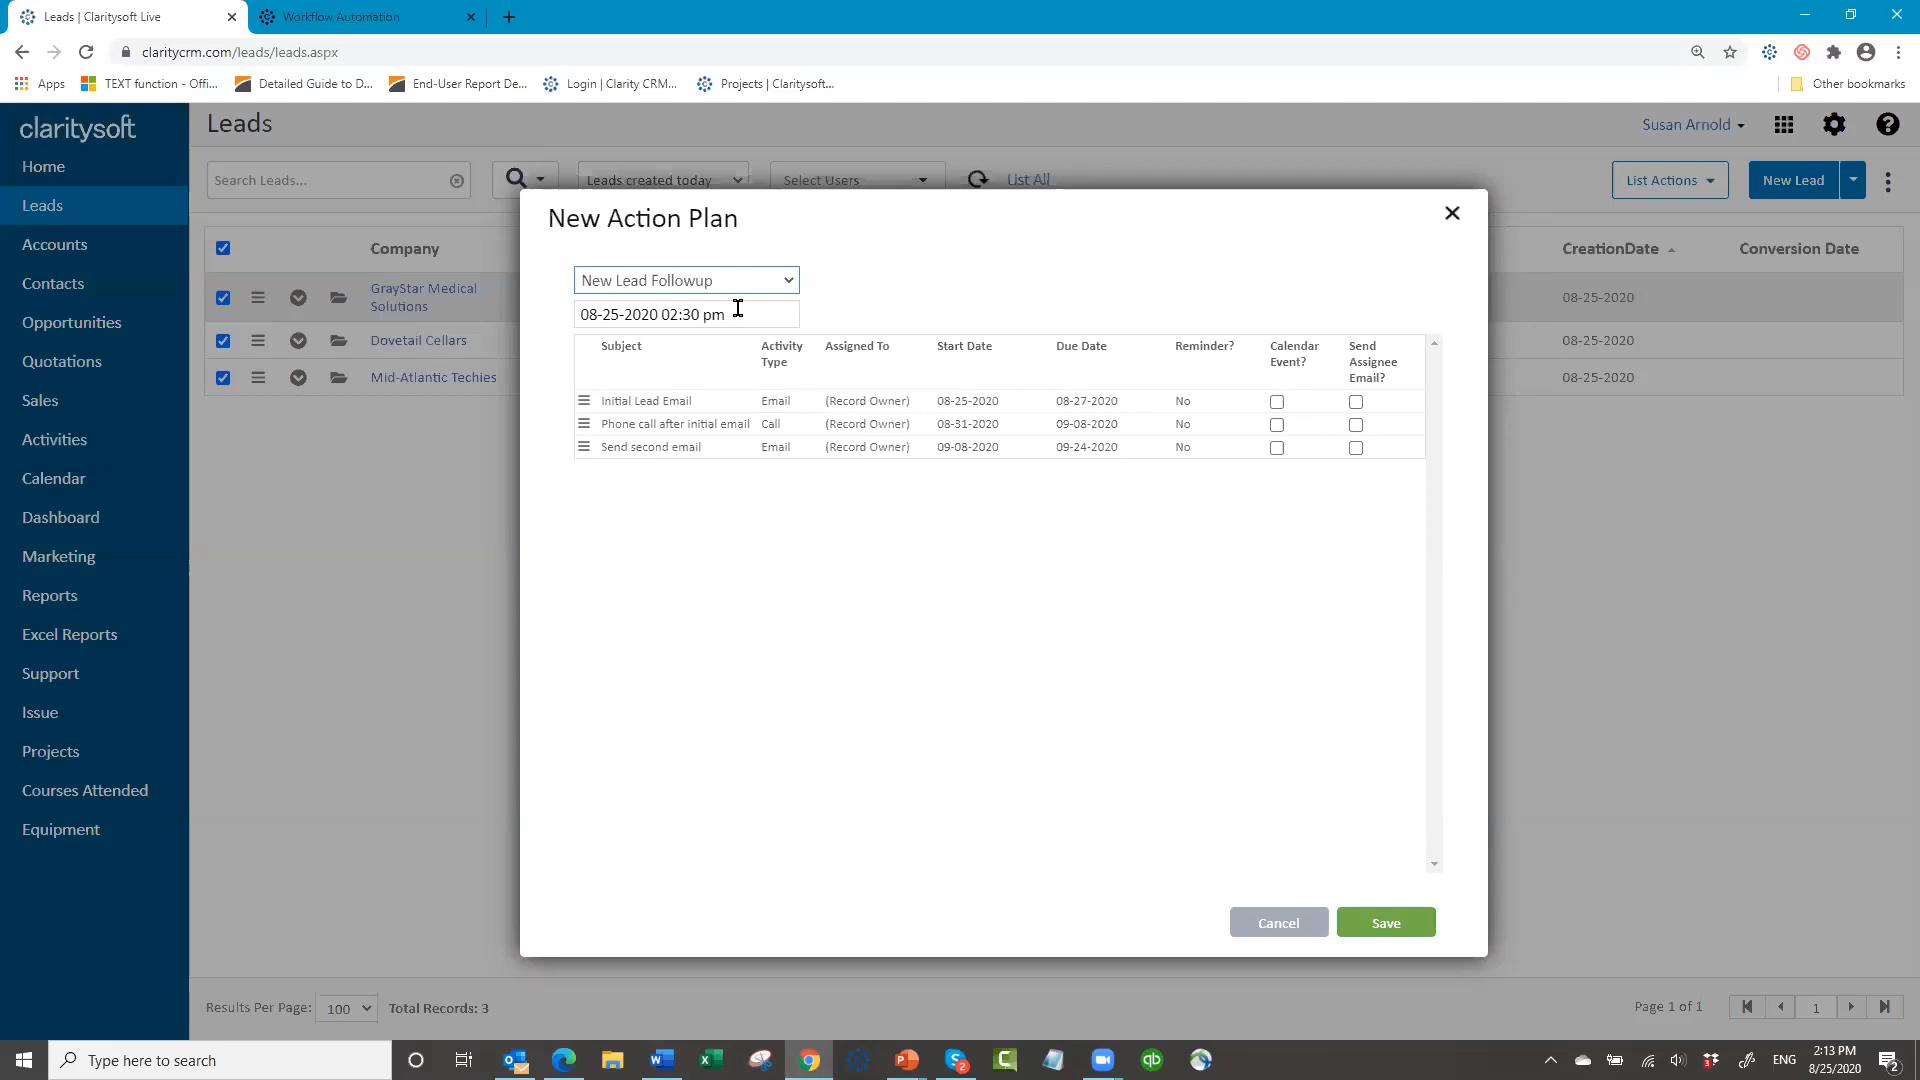 Leads | Claritysoft Live
Workflow Automation
claritycrm.com/leads/leads.aspx
Apps
TEXT function - Offi...
Detailed Guide to D...
End-User Report De...
Login | Clarity CRM...
Projects | Claritysoft...
Other bookmarks
claritysoft
Leads
Susan Arnold
Home
Leads
Accounts
Contacts
Opportunities
Quotations
Sales
Activities
Calendar
Dashboard
Marketing
Reports
Excel Reports
Support
Issue
Projects
Courses Attended
Equipment
Search Leads...
Leads created today
Select Users
List All
List Actions
New Lead
Company
CreationDate
Conversion Date
GrayStar Medical
Solutions
08-25-2020
Dovetail Cellars
08-25-2020
Mid-Atlantic Techies
08-25-2020
New Action Plan
New Lead Followup
08-25-2020 02:30 pm
Subject
Activity
Type
Assigned To
Start Date
Due Date
Reminder?
Calendar
Event?
Send
Assignee
Email?
Initial Lead Email Email (Record Owner) 08-25-2020 08-27-2020 No
Phone call after initial email Call (Record Owner) 08-31-2020 09-08-2020 No
Send second email Email (Record Owner) 09-08-2020 09-24-2020 No
Cancel
Save
Results Per Page: 100 Total Records: 3
Page 1 of 1
1
Type here to search
ENG
2:13 PM
8/25/2020